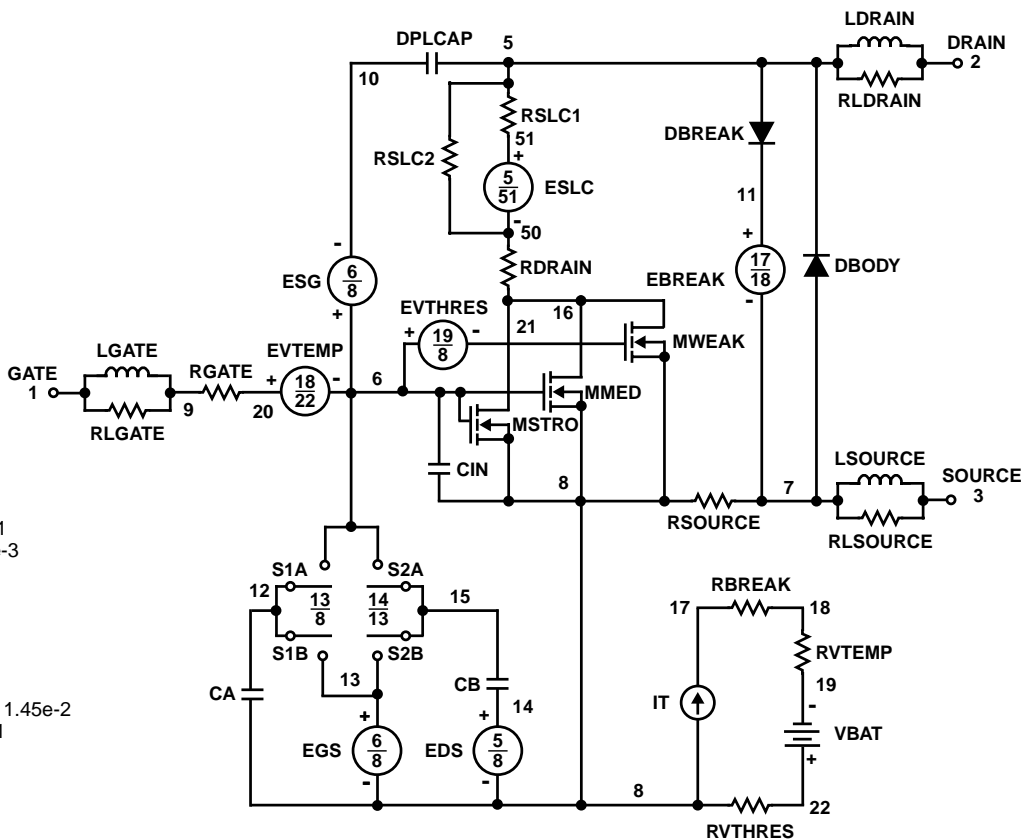 LDRAIN
DPLCAP 5 DRAIN
10 2
RSLC1 RLDRAIN
51 DBREAK
RSLC2 +
5
51 ESLC
11
-
50
- +
6
8 ESG
RDRAIN
17
18 EBREAK
DBODY
+ -
EVTHRES 16
21
+ 19
8 -
MWEAK
LGATE EVTEMP
GATE RGATE
1 + 18
22 - 6
MMED
9 20
RLGATE MSTRO
CIN LSOURCE
8 7 SOURCE
3
RSOURCE
RLSOURCE
1
-3
S1A S2A RBREAK
12 13
8 14
13 15 17 18
S1B S2B RVTEMP
13 CB 19
CA 14 IT -
1.45e-2 + + VBAT
EGS 6
8 EDS 5
8
- - +
8 22
RVTHRES